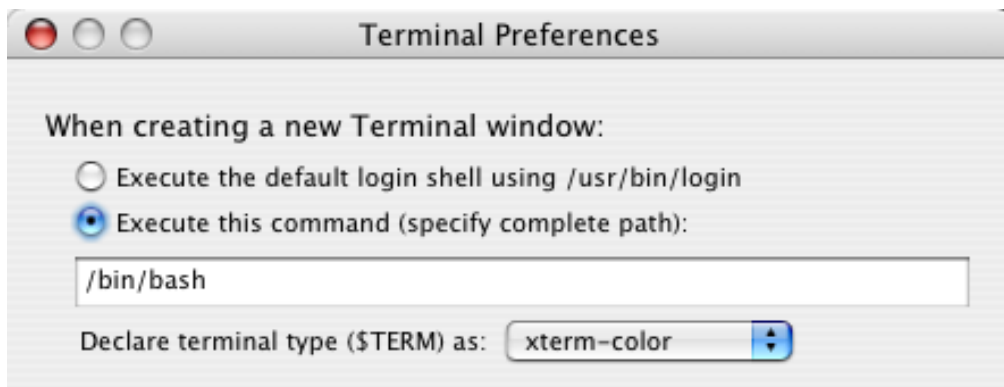 Terminal Preferences
When creating a new Terminal window:
Execute the default login shell using /usr/bin/login
Execute this command (specify complete path):
/bin/bash
Declare terminal type ($TERM) as: xterm-color